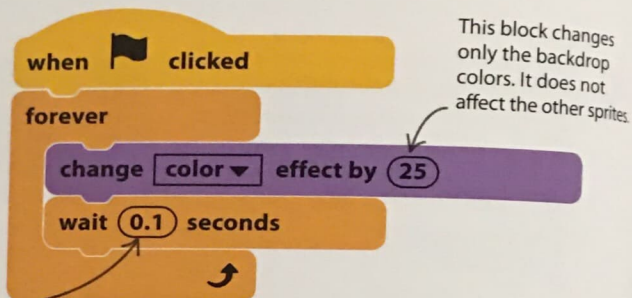 This block changes
only the backdrop
colors. It does not
affect the other sprites.
when clicked
forever
change color effect by 25
wait 0.1 seconds